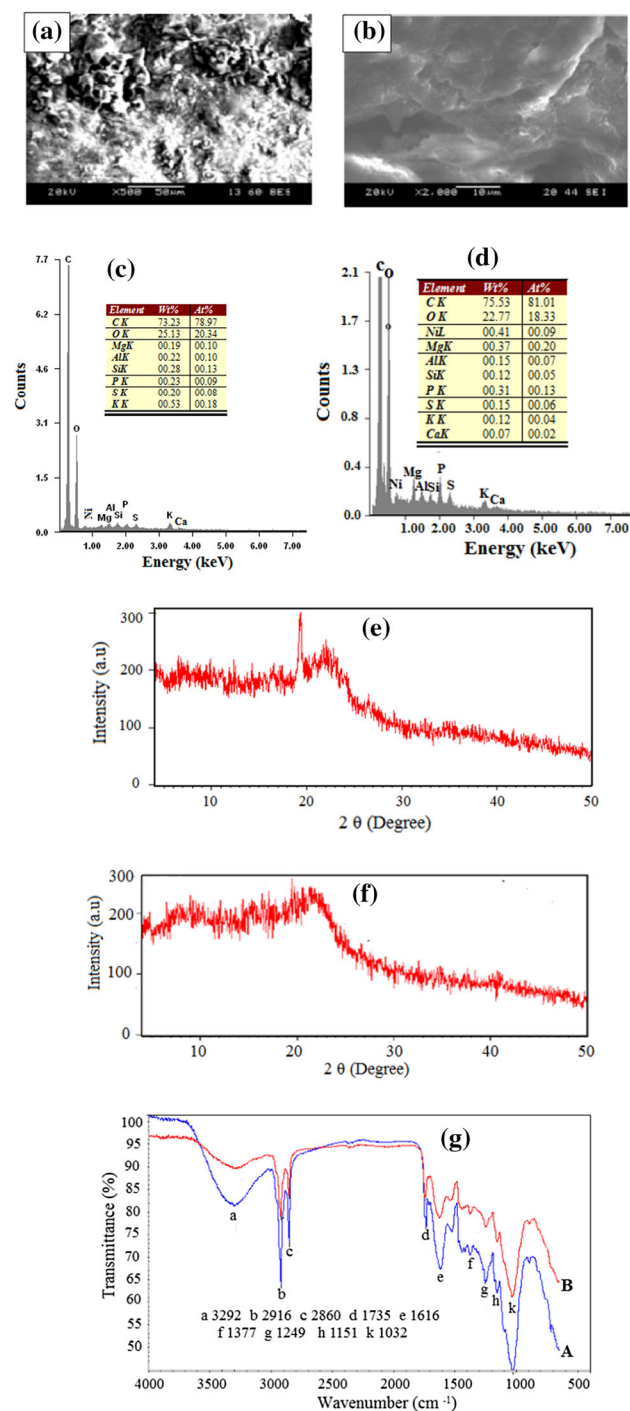 (a)
20kV X500 50µm 13 60 BES
(b)
20kV X2,000 10µm 20 44 SEI
(c)
7.7
6.2
4.6
3.1
1.5
0.0
Counts
C
O
Ni
Mg
Al
Si
P
S
K
Ca
Element Wt% At%
C K 73.23 78.97
O K 25.13 20.34
MgK 00.19 00.10
AlK 00.22 00.10
SiK 00.28 00.13
P K 00.23 00.09
S K 00.20 00.08
K K 00.53 00.18
1.00 2.00 3.00 4.00 5.00 6.00 7.00
Energy (keV)
(d)
2.1
1.7
1.3
0.8
0.4
0.0
Counts
C O
O
Ni
Mg
Al
Si
P
S
K
Ca
Element Wt% At%
C K 75.53 81.01
O K 22.77 18.33
NiL 00.41 00.09
MgK 00.37 00.20
AlK 00.15 00.07
SiK 00.12 00.05
P K 00.31 00.13
S K 00.15 00.06
K K 00.12 00.04
CaK 00.07 00.02
1.00 2.00 3.00 4.00 5.00 6.00 7.00
Energy (keV)
(e)
300
200
100
0
Intensity (a.u)
10 20 30 40 50
2 θ (Degree)
(f)
300
200
100
0
Intensity (a.u)
10 20 30 40 50
2 θ (Degree)
(g)
100
95
90
85
80
75
70
65
60
55
50
Transmittance (%)
a
b
c
d
e
f
g
h
k
B
A
a 3292 b 2916 c 2860 d 1735 e 1616
f 1377 g 1249 h 1151 k 1032
4000 3000 2000 1500 1000 500
Wavenumber (cm -1)